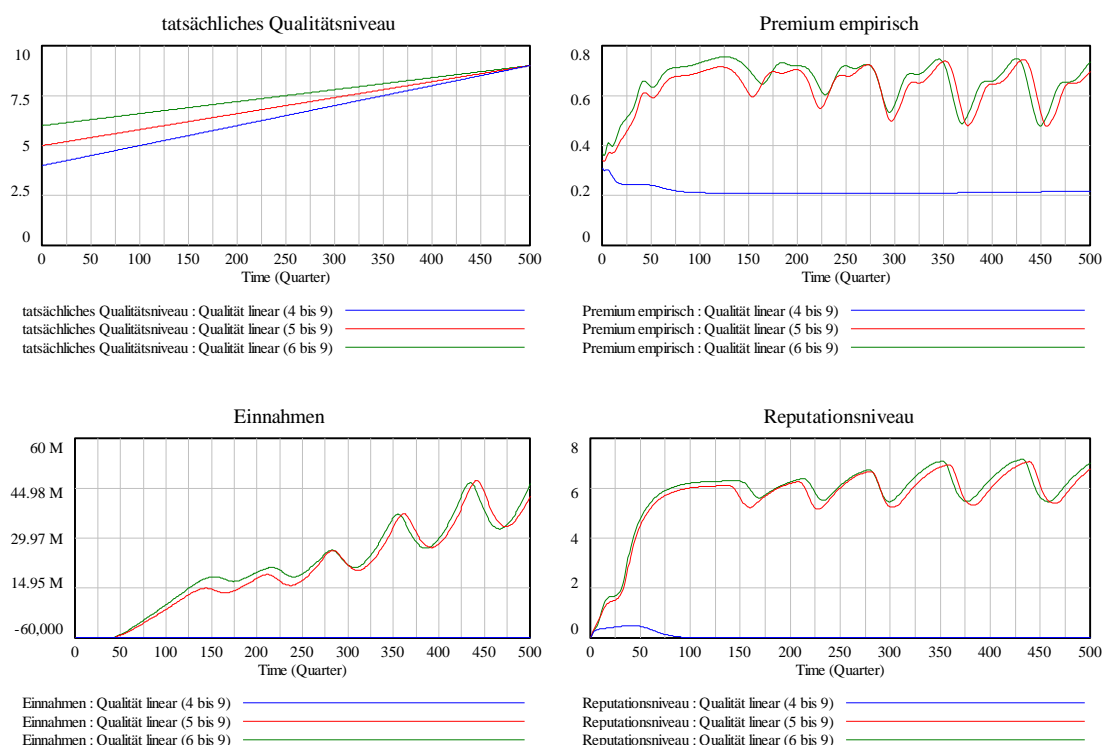 tatsächliches Qualitätsniveau
10
7.5
5
2.5
0
0 50 100 150 200 250 300 350 400 450 500
Time (Quarter)
tatsächliches Qualitätsniveau : Qualität linear (4 bis 9)
tatsächliches Qualitätsniveau : Qualität linear (5 bis 9)
tatsächliches Qualitätsniveau : Qualität linear (6 bis 9)
Premium empirisch
0.8
0.6
0.4
0.2
0
0 50 100 150 200 250 300 350 400 450 500
Time (Quarter)
Premium empirisch : Qualität linear (4 bis 9)
Premium empirisch : Qualität linear (5 bis 9)
Premium empirisch : Qualität linear (6 bis 9)
Einnahmen
60 M
44.98 M
29.97 M
14.95 M
-60,000
0 50 100 150 200 250 300 350 400 450 500
Time (Quarter)
Einnahmen : Qualität linear (4 bis 9)
Einnahmen : Qualität linear (5 bis 9)
Einnahmen : Qualität linear (6 bis 9)
Reputationsniveau
8
6
4
2
0
0 50 100 150 200 250 300 350 400 450 500
Time (Quarter)
Reputationsniveau : Qualität linear (4 bis 9)
Reputationsniveau : Qualität linear (5 bis 9)
Reputationsniveau : Qualität linear (6 bis 9)